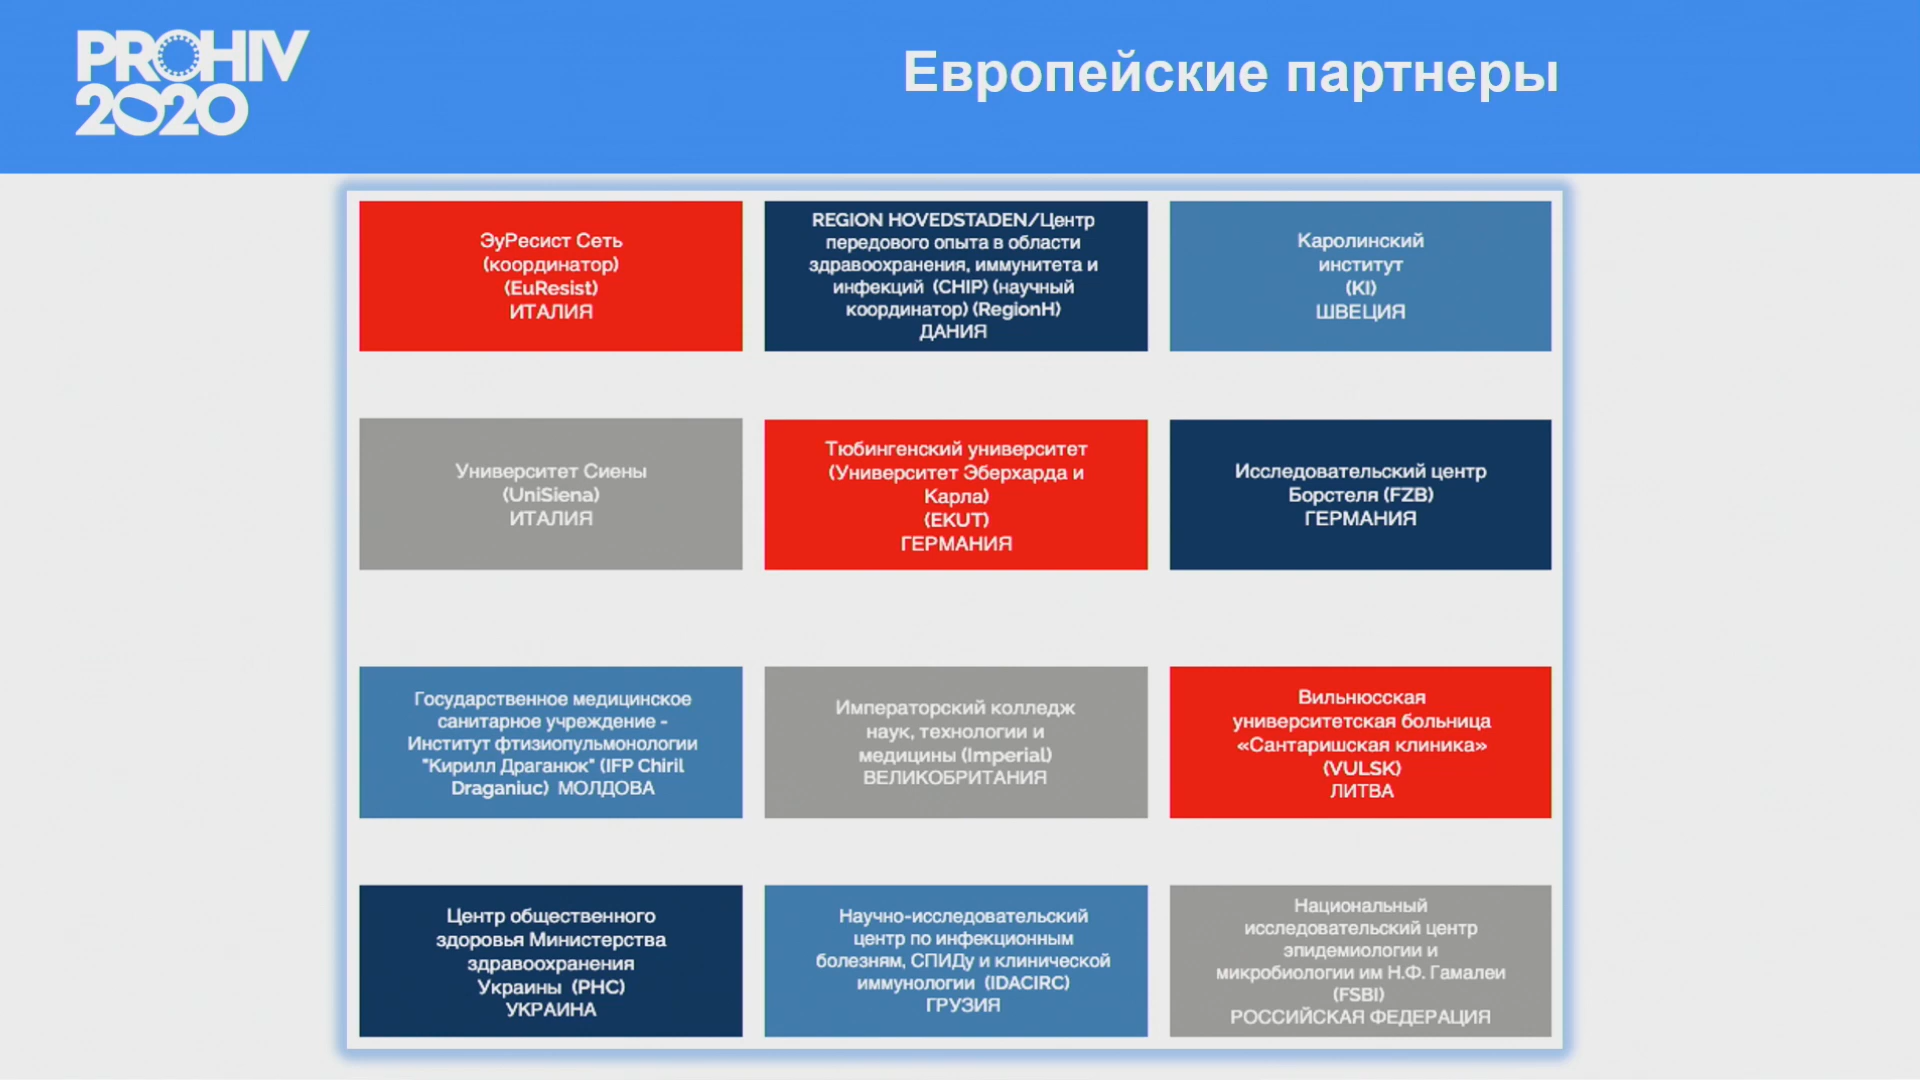 PROHIV
2020
Европейские партнеры
ЭуРесист Сеть
(координатор)
(EuResist)
ИТАЛИЯ
REGION HOVEDSTADEN/Центр
передового опыта в области
здравоохранения, иммунитета и
инфекций (CHIP) (научный
координатор) (RegionH)
ДАНИЯ
Каролинский
институт
(KI)
ШВЕЦИЯ
Университет Сиены
(UniSiena)
ИТАЛИЯ
Тюбингенский университет
(Университет Эберхарда и
Карла)
(EKUT)
ГЕРМАНИЯ
Исследовательский центр
Борстеля (FZB)
ГЕРМАНИЯ
Государственное медицинское
санитарное учреждение -
Институт фтизиопульмонологии
"Кирилл Драганюк" (IFP Chiril
Draganiuc) МОЛДОВА
Императорский колледж
наук, технологии и
медицины (Imperial)
ВЕЛИКОБРИТАНИЯ
Вильнюсская
университетская больница
«Сантаришская клиника»
(VULSK)
ЛИТВА
Центр общественного
здоровья Министерства
здравоохранения
Украины (PHC)
УКРАИНА
Научно-исследовательский
центр по инфекционным
болезням, СПИДу и клинической
иммунологии (IDACIRC)
ГРУЗИЯ
Национальный
исследовательский центр
эпидемиологии и
микробиологии им Н.Ф. Гамалеи
(FSBI)
РОССИЙСКАЯ ФЕДЕРАЦИЯ